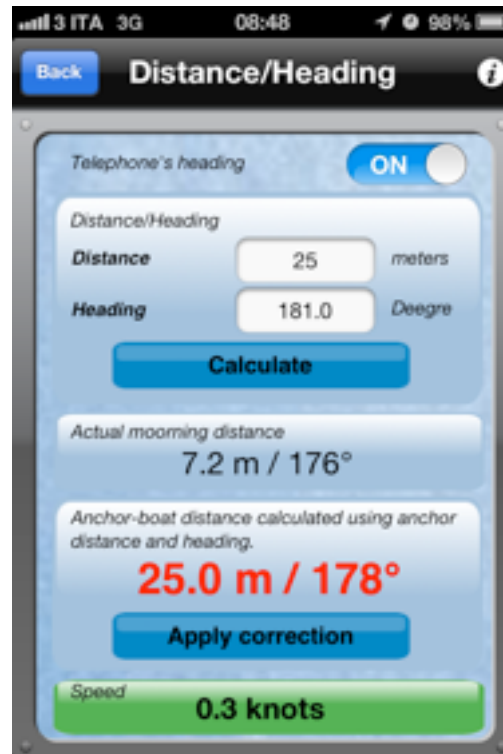 3 ITA 3G 08:48 98%
Back Distance/Heading i
Telephone's heading ON
Distance/Heading
Distance 25 meters
Heading 181.0 Deegre
Calculate
Actual moorning distance
7.2 m / 176°
Anchor-boat distance calculated using anchor
distance and heading.
25.0 m / 178°
Apply correction
Speed
0.3 knots